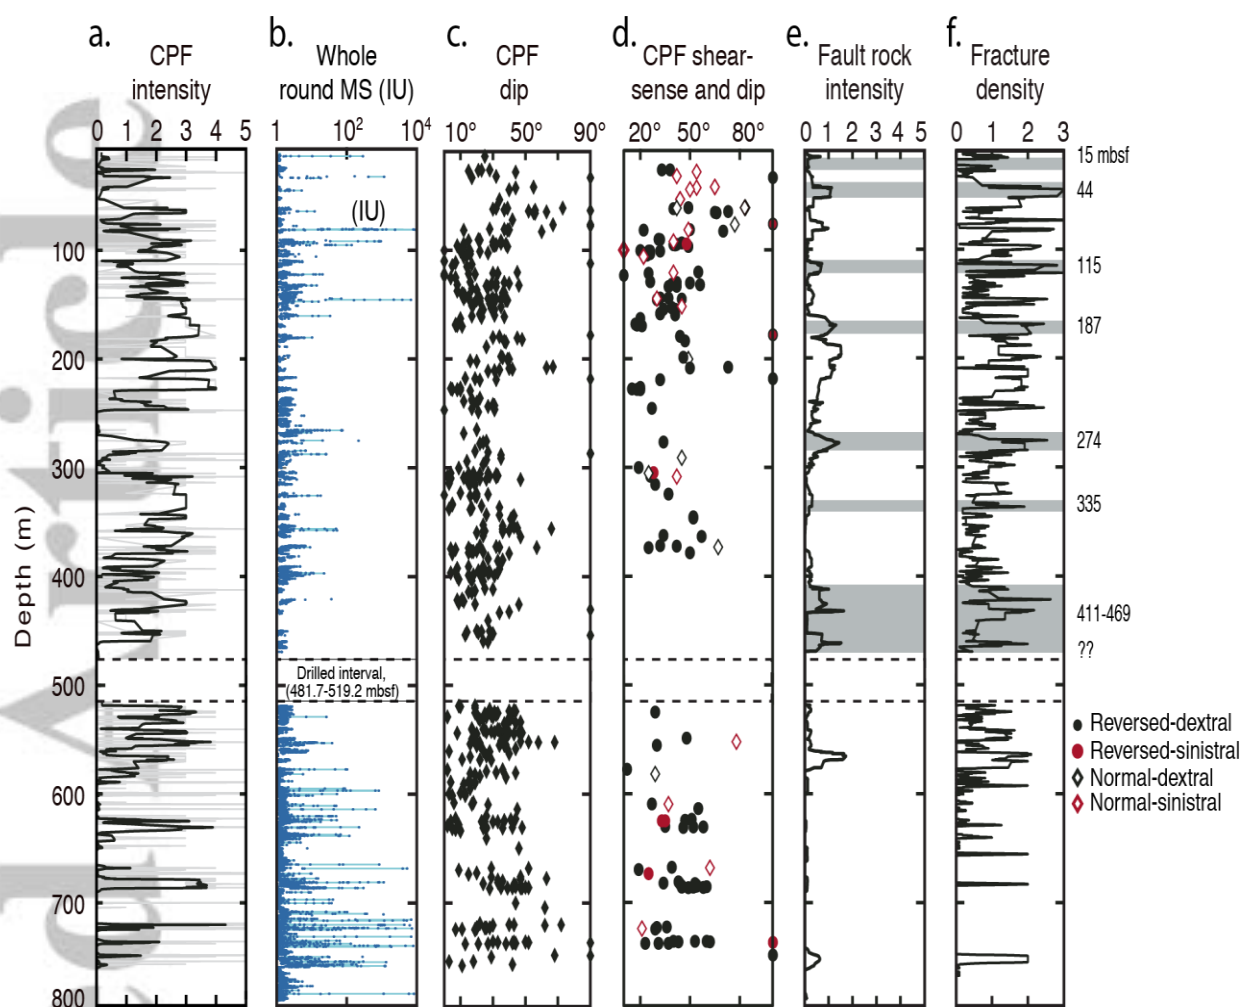 a.
CPF
intensity
0 1 2 3 5
b.
Whole
round MS (IU)
1 10² 10⁴
(IU)
c.
CPF
dip
10° 50° 90°
d.
CPF shear-
sense and dip
20° 50° 80°
e.
Fault rock
intensity
0 1 2 3 4 5
f.
Fracture
density
0 1 2 3
Depth (m)
100
200
300
400
500
600
700
800
Drilled interval,
(481.7-519.2 mbsf)
15 mbsf
44
115
187
274
335
411-469
??
Reversed-dextral
Reversed-sinistral
Normal-dextral
Normal-sinistral
d Article